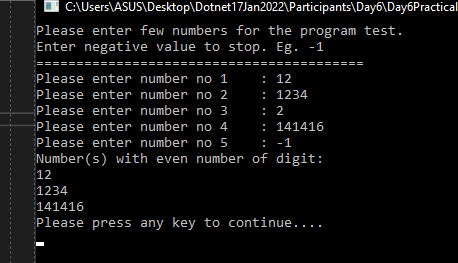 C:\Users\ASUS\Desktop\Dotnet17Jan2022\Participants\Day6\Day6Practical
Please enter few numbers for the program test.
Enter negative value to stop. Eg. -1
=========================================
Please enter number no 1    : 12
Please enter number no 2    : 1234
Please enter number no 3    : 2
Please enter number no 4    : 141416
Please enter number no 5    : -1
Number(s) with even number of digit:
12
1234
141416
Please press any key to continue....